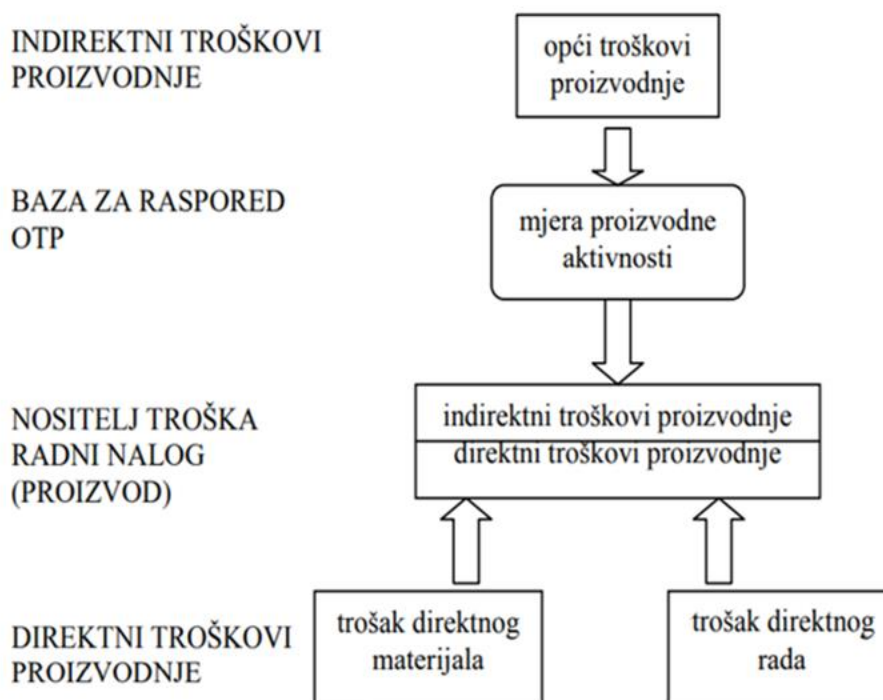 INDIREKTNI TROŠKOVI
PROIZVODNJE
opći troškovi
proizvodnje
BAZA ZA RASPORED
OTP
mjera proizvodne
aktivnosti
NOSITELJ TROŠKA
RADNI NALOG
(PROIZVOD)
indirektni troškovi proizvodnje
direktni troškovi proizvodnje
DIREKTNI TROŠKOVI
PROIZVODNJE
trošak direktnog
materijala
trošak direktnog
rada